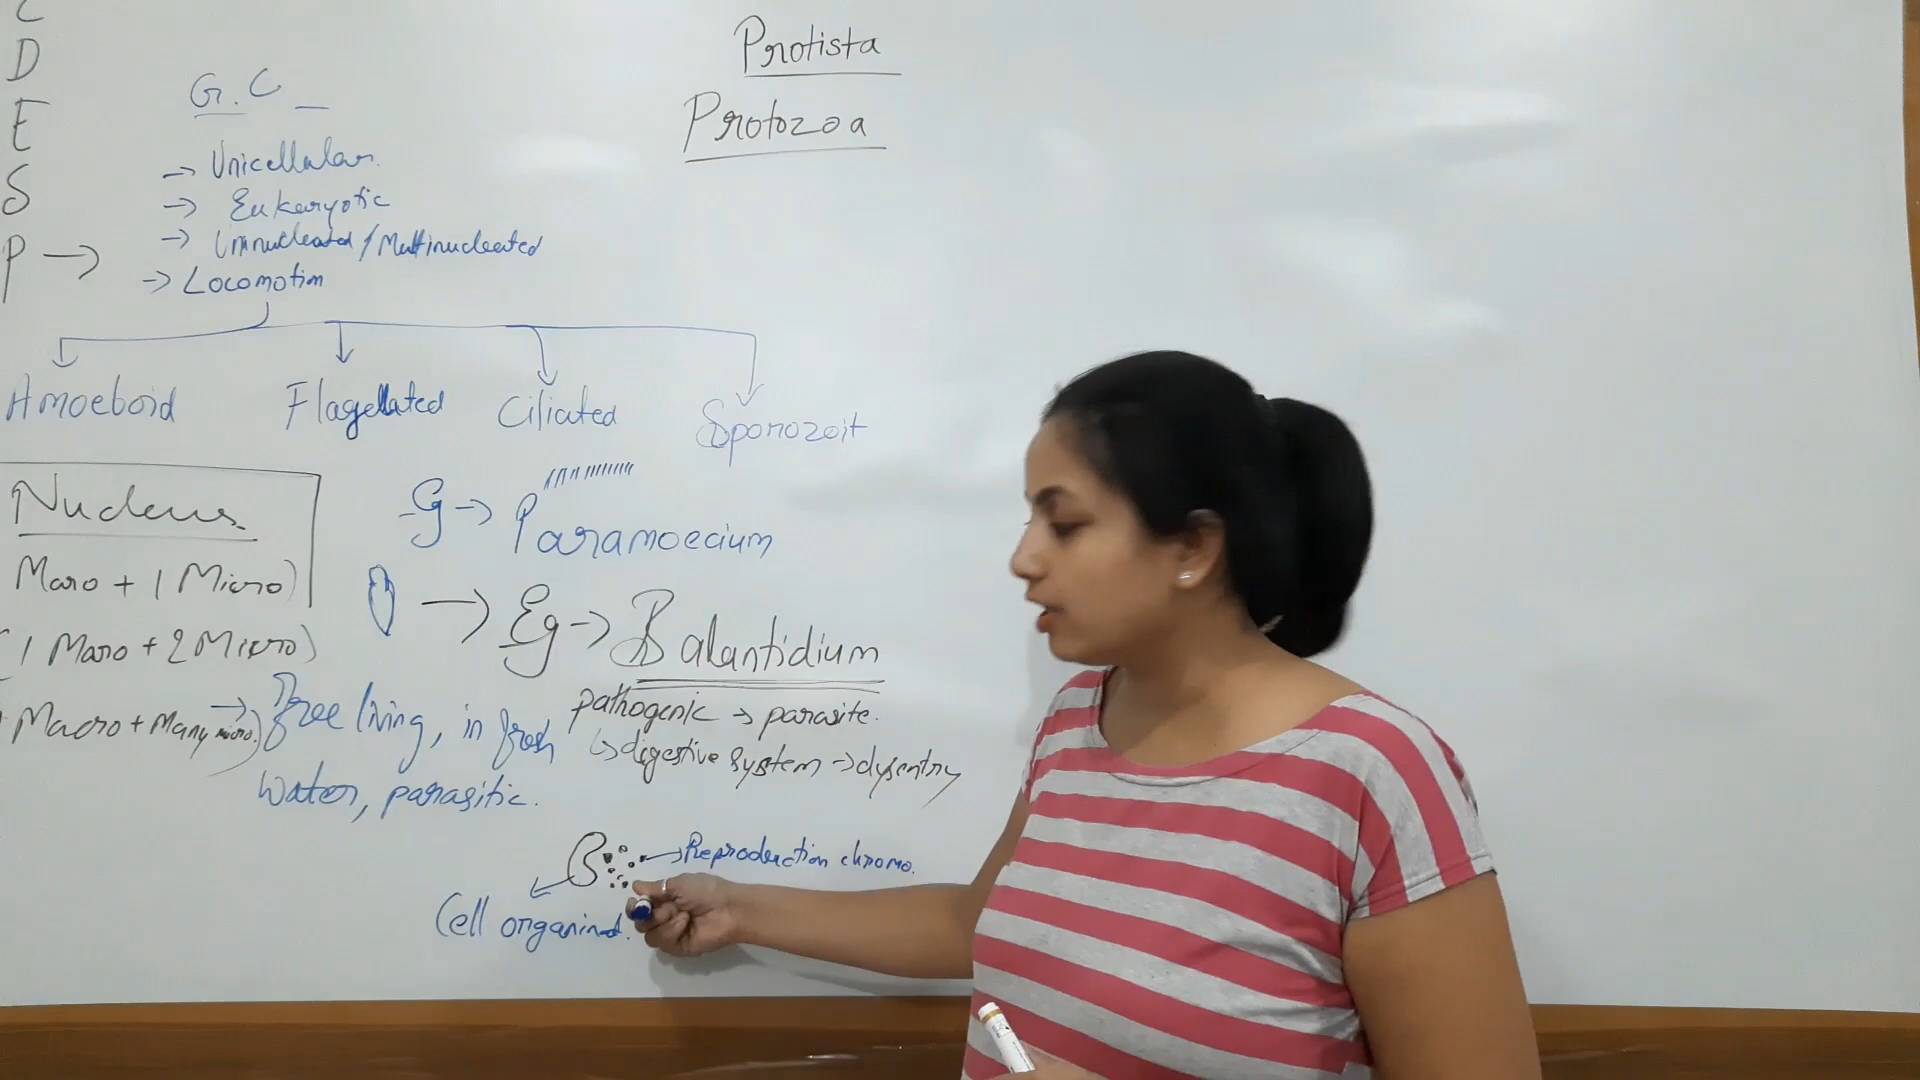 C
D
E
S
P →
Protista
Protozoa
G.C _
→ Unicellular.
→ Eukaryotic
→ Uninucleated / Multinucleated
→ Locomotion
Amoeboid Flagellated Ciliated Sporozoit
Nucleus
Maro + 1 Micro)
(1 Maro + 2 Micro)
Macro + Many micro.)
Eg → Paramoecium
→ Eg → Balantidium
pathogenic → parasite.
↳ digestive system → dysentry
→ Free living, in fresh
water, parasitic.
→ Reproduction chromo.
Cell